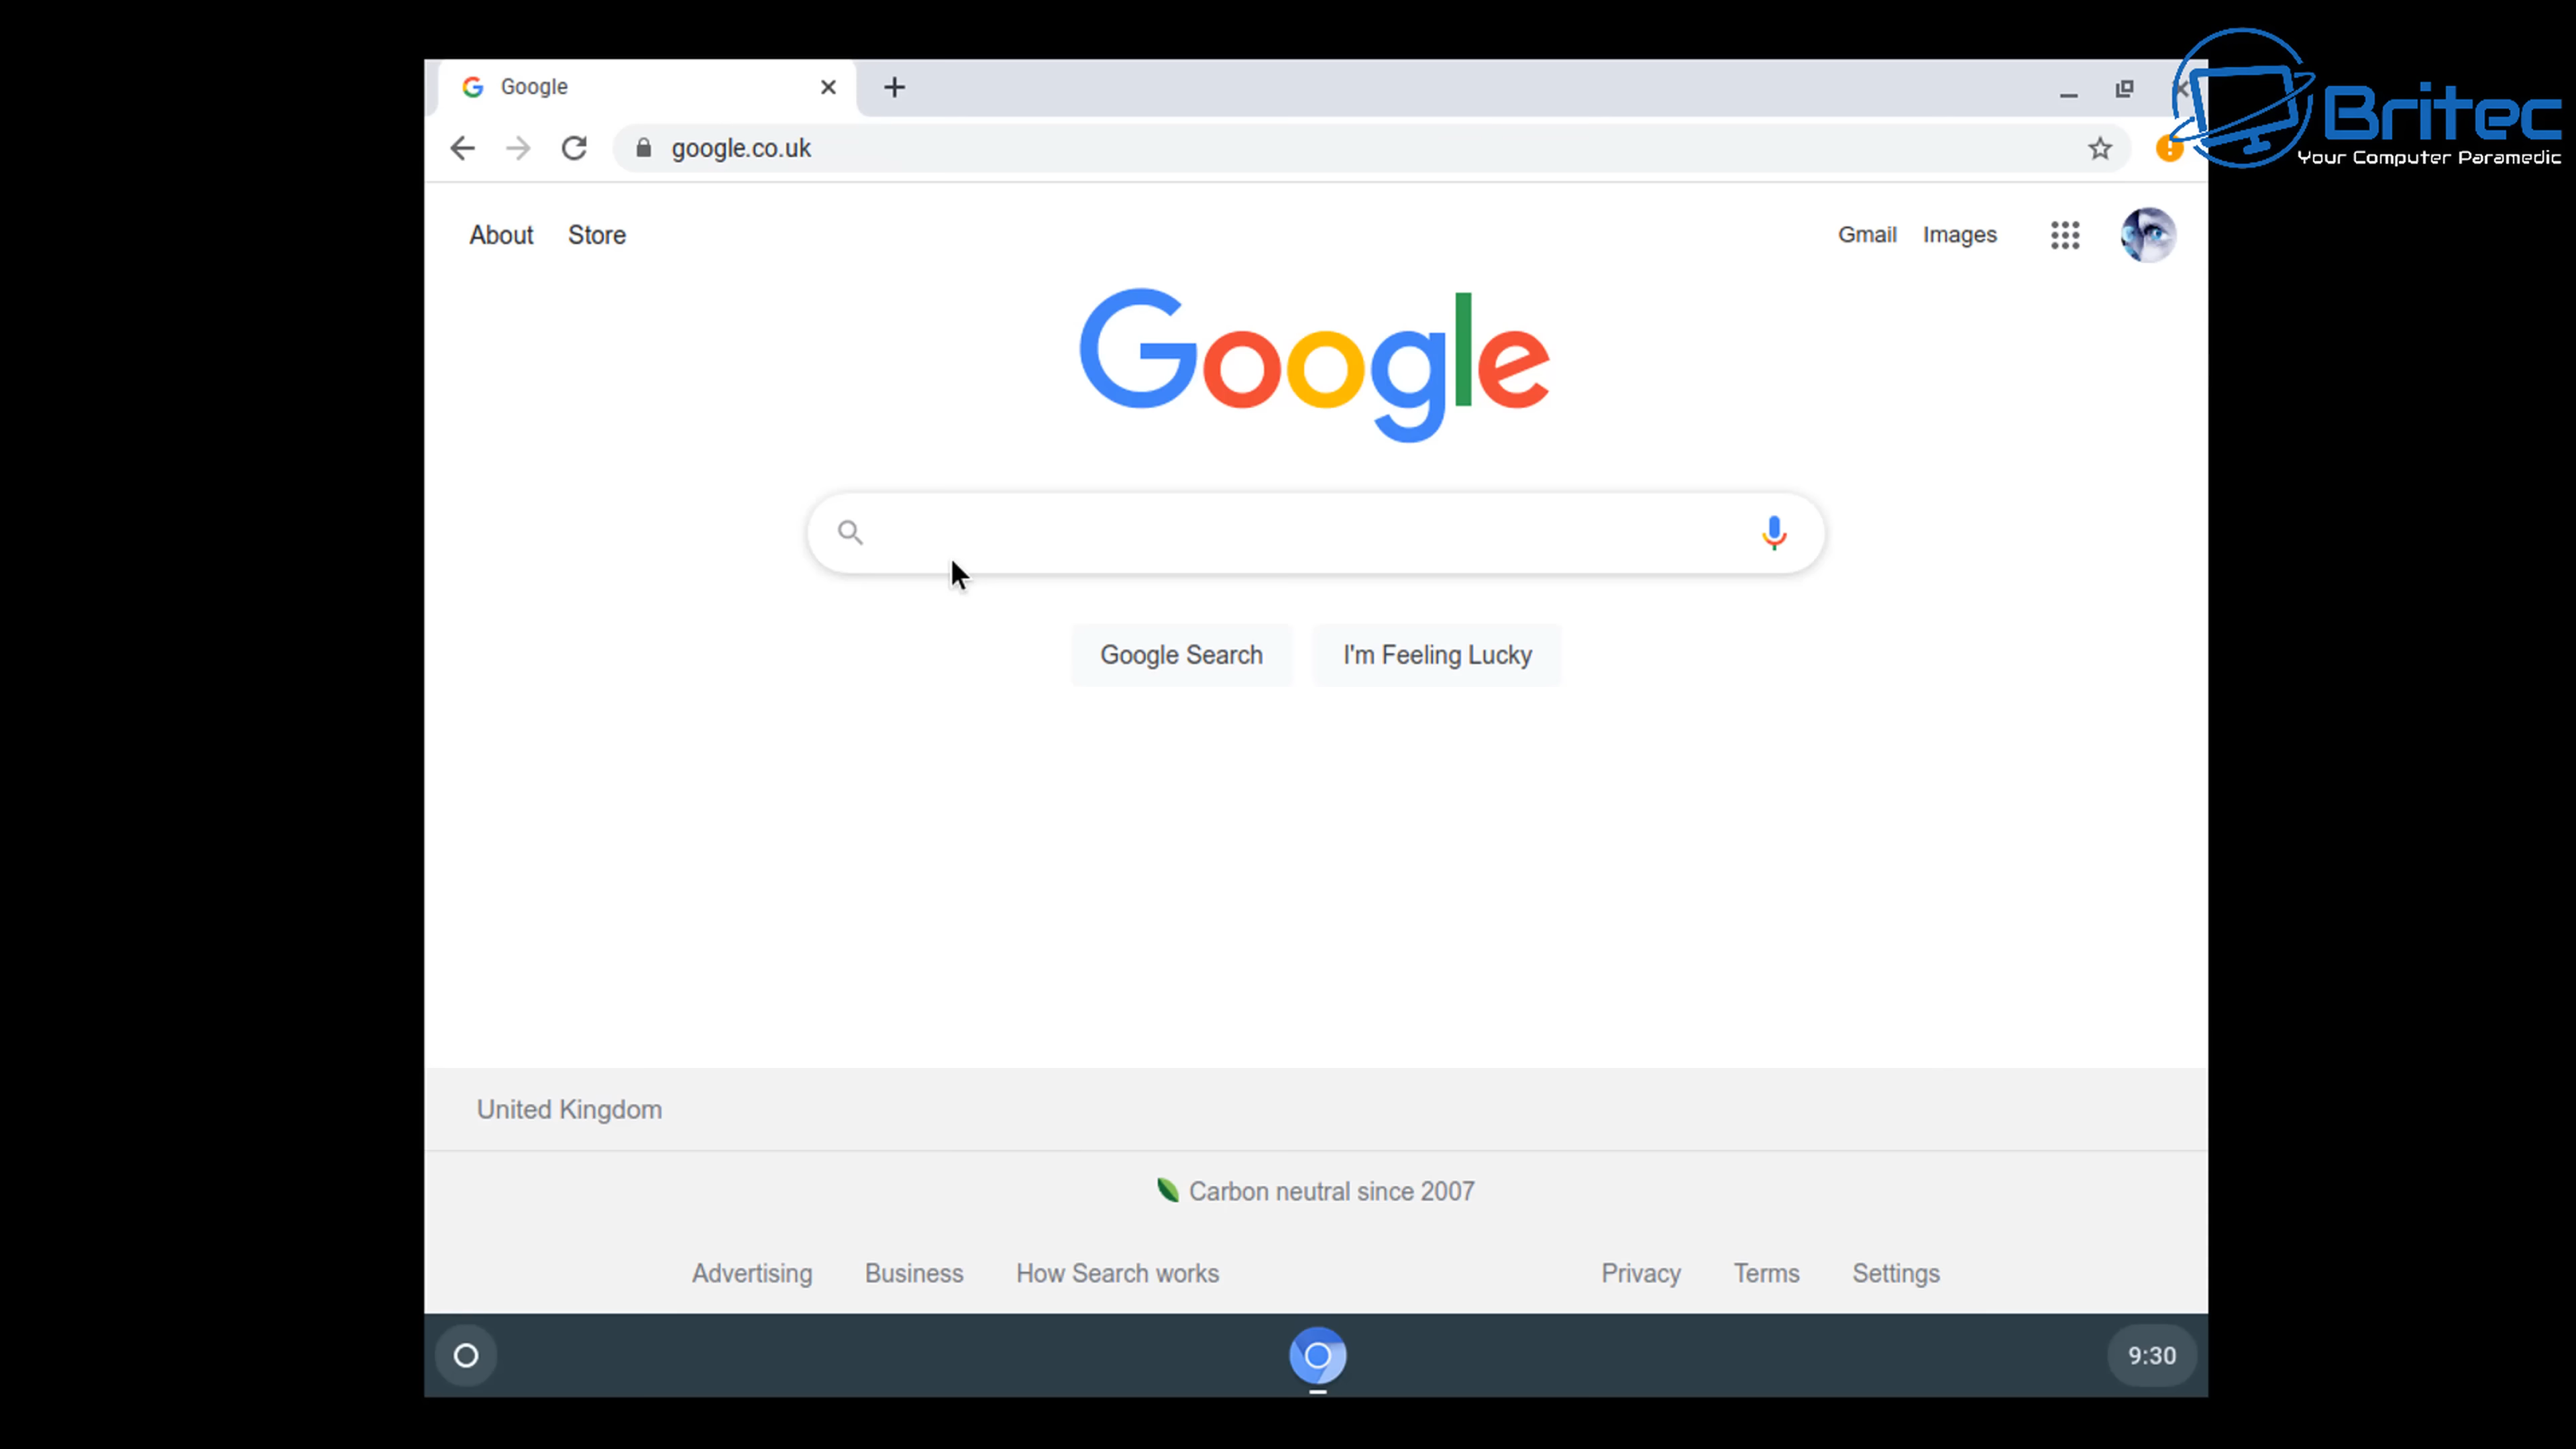 Google
google.co.uk
Britec
Your Computer Paramedic
About Store Gmail Images
Google
Google Search I'm Feeling Lucky
United Kingdom
Carbon neutral since 2007
Advertising Business How Search works Privacy Terms Settings
9:30